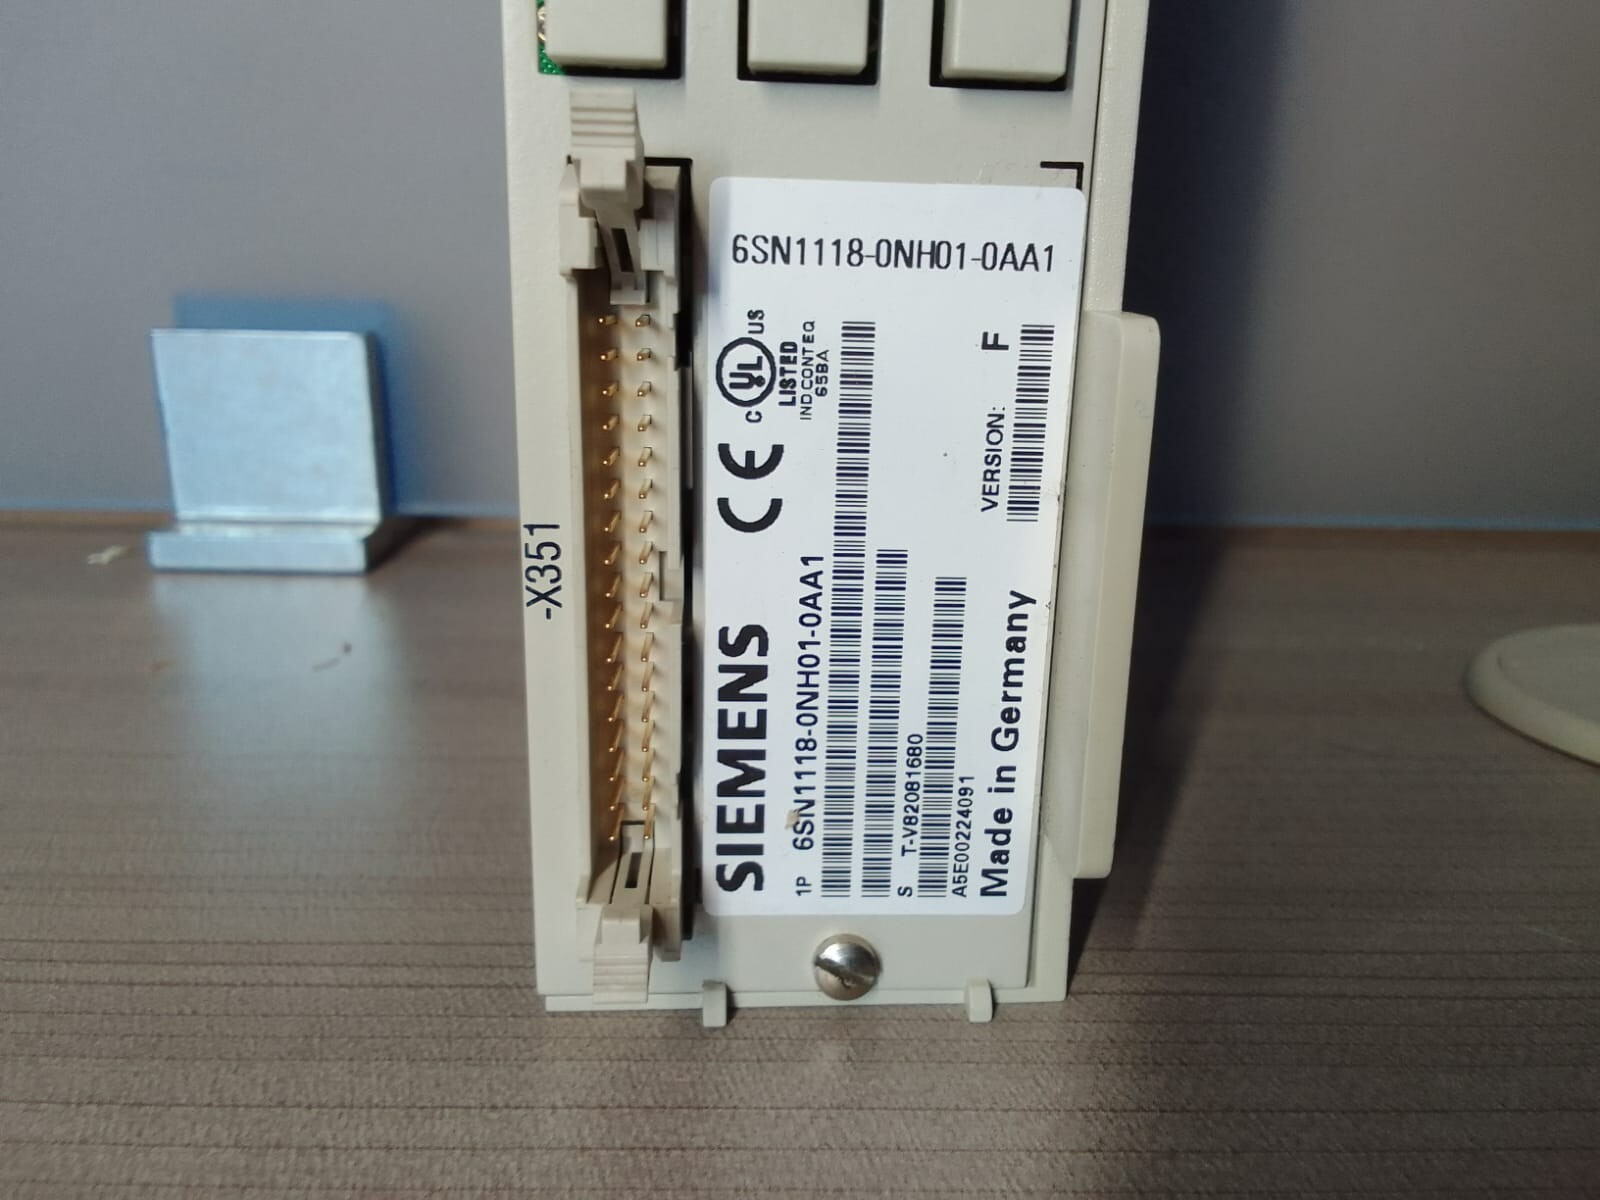 6SN1118-0NH01-0AA1
-X351
SIEMENS
CE
c UL us
LISTED
IND.CONT.EQ
65BA
1P 6SN1118-0NH01-0AA1
S T-V82081680
A5E00224091
VERSION: F
Made in Germany